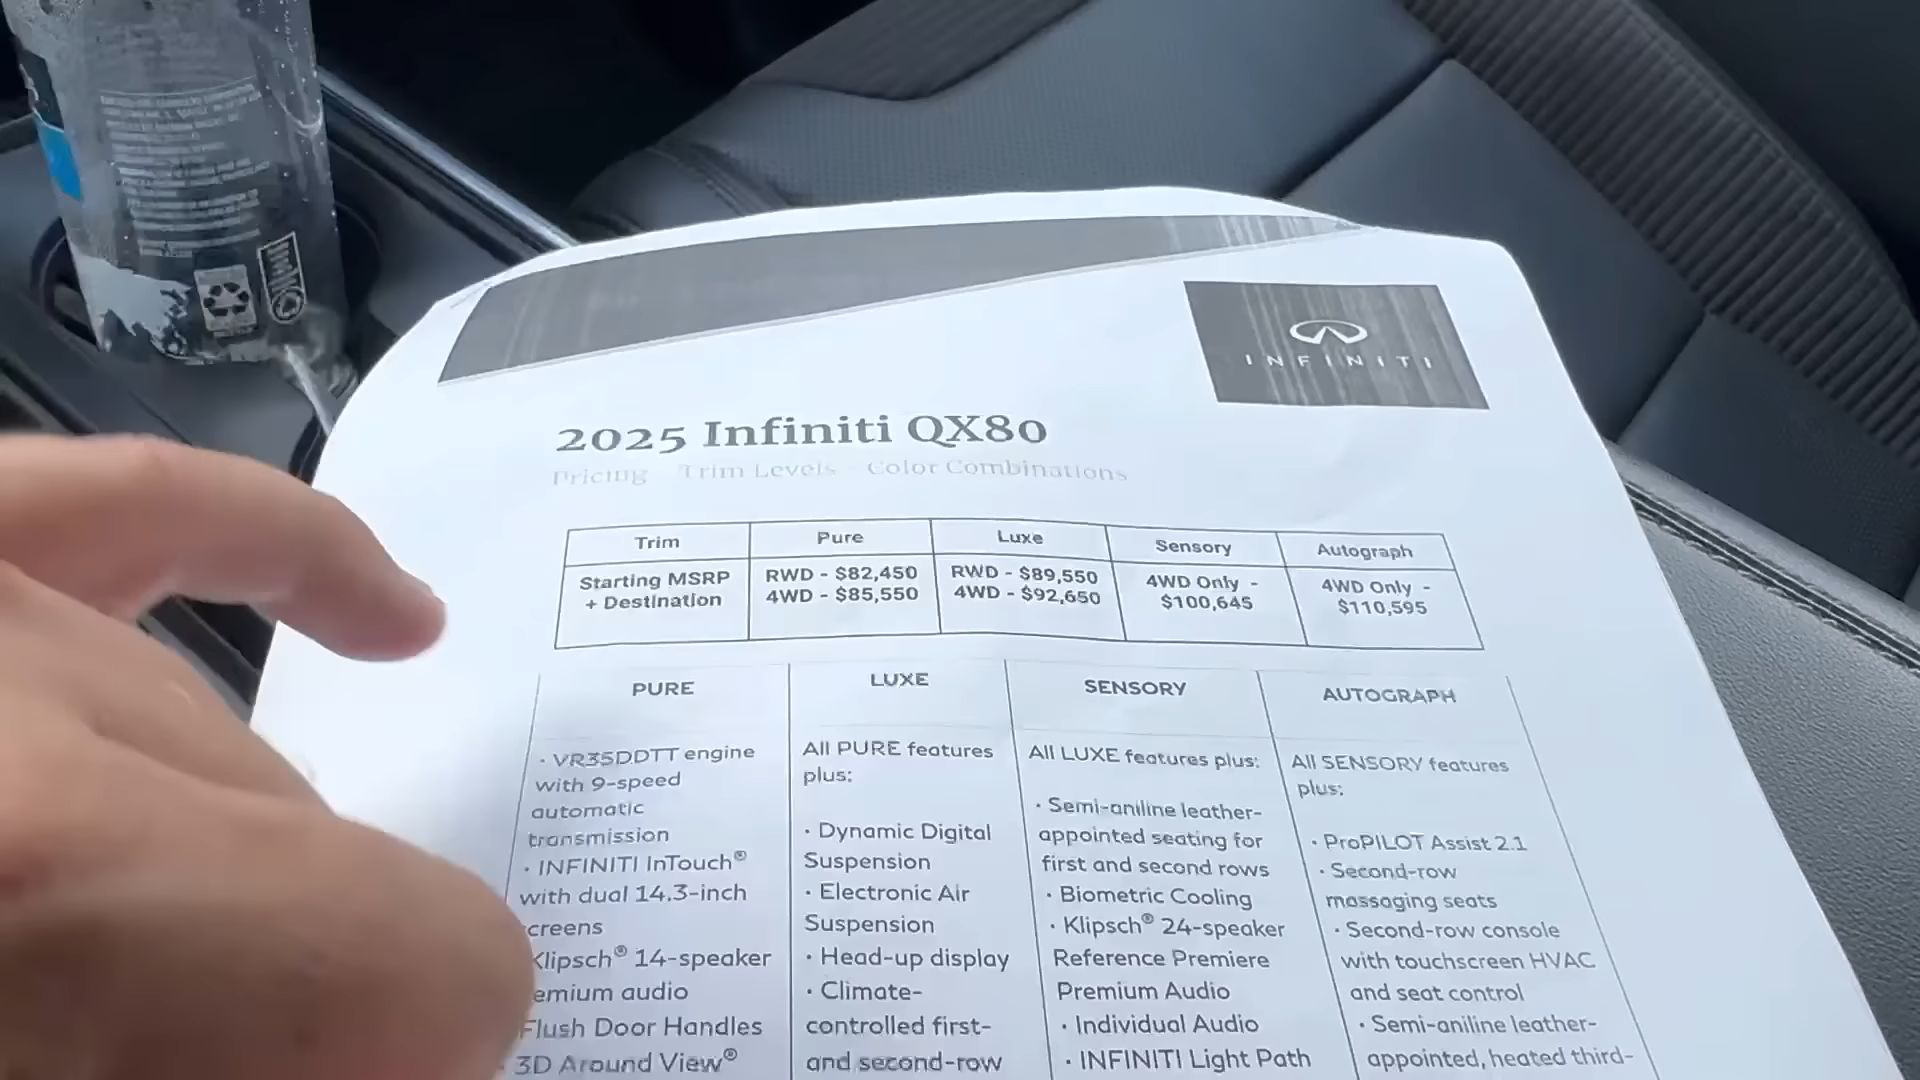 INFINITI
2025 Infiniti QX80
Pricing Trim Levels Color Combinations
Trim
Pure
Luxe
Sensory
Autograph
Starting MSRP
+ Destination
RWD - $82,450
4WD - $85,550
RWD - $89,550
4WD - $92,650
4WD Only -
$100,645
4WD Only -
$110,595
PURE
· VR35DDTT engine
with 9-speed
automatic
transmission
· INFINITI InTouch®
with dual 14.3-inch
creens
Klipsch® 14-speaker
emium audio
Flush Door Handles
· 3D Around View®
LUXE
All PURE features
plus:
· Dynamic Digital
Suspension
· Electronic Air
Suspension
· Head-up display
· Climate-
controlled first-
and second-row
SENSORY
All LUXE features plus:
· Semi-aniline leather-
appointed seating for
first and second rows
· Biometric Cooling
· Klipsch® 24-speaker
Reference Premiere
Premium Audio
· Individual Audio
· INFINITI Light Path
AUTOGRAPH
All SENSORY features
plus:
· ProPILOT Assist 2.1
· Second-row
massaging seats
· Second-row console
with touchscreen HVAC
and seat control
· Semi-aniline leather-
appointed, heated third-